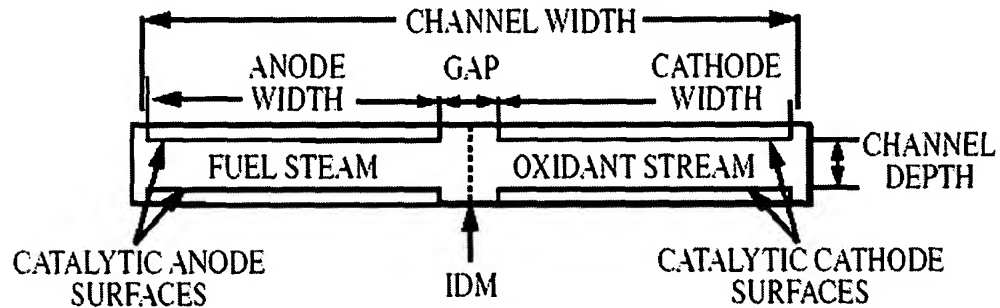 CHANNEL WIDTH
ANODE WIDTH
GAP
CATHODE WIDTH
FUEL STEAM
OXIDANT STREAM
CHANNEL DEPTH
CATALYTIC ANODE SURFACES
IDM
CATALYTIC CATHODE SURFACES